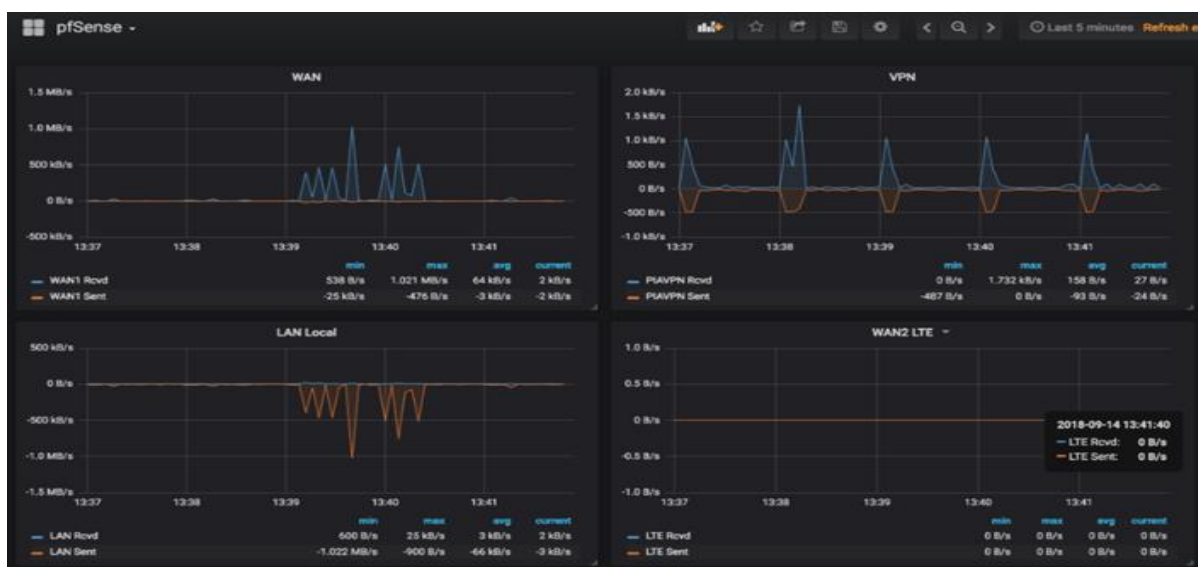 pfSense
Last 5 minutes Refresh e
WAN
1.5 MB/s
1.0 MB/s
500 kB/s
0 B/s
-500 kB/s
13:37 13:38 13:39 13:40 13:41
min max avg current
WAN1 Rcvd 538 B/s 1.021 MB/s 64 kB/s 2 kB/s
WAN1 Sent -25 kB/s -476 B/s -3 kB/s -2 kB/s
VPN
2.0 kB/s
1.5 kB/s
1.0 kB/s
500 B/s
0 B/s
-500 B/s
-1.0 kB/s
13:37 13:38 13:39 13:40 13:41
min max avg current
PIAVPN Rcvd 0 B/s 1.732 kB/s 158 B/s 27 B/s
PIAVPN Sent -487 B/s 0 B/s -93 B/s -24 B/s
LAN Local
500 kB/s
0 B/s
-500 kB/s
-1.0 MB/s
-1.5 MB/s
13:37 13:38 13:39 13:40 13:41
min max avg current
LAN Rcvd 600 B/s 25 kB/s 3 kB/s 2 kB/s
LAN Sent -1.022 MB/s -900 B/s -66 kB/s -3 kB/s
WAN2 LTE
1.0 B/s
0.5 B/s
0 B/s
-0.5 B/s
-1.0 B/s
13:37 13:38 13:39 13:40 13:41
2018-09-14 13:41:40
LTE Rcvd: 0 B/s
LTE Sent: 0 B/s
min max avg current
LTE Rcvd 0 B/s 0 B/s 0 B/s 0 B/s
LTE Sent 0 B/s 0 B/s 0 B/s 0 B/s